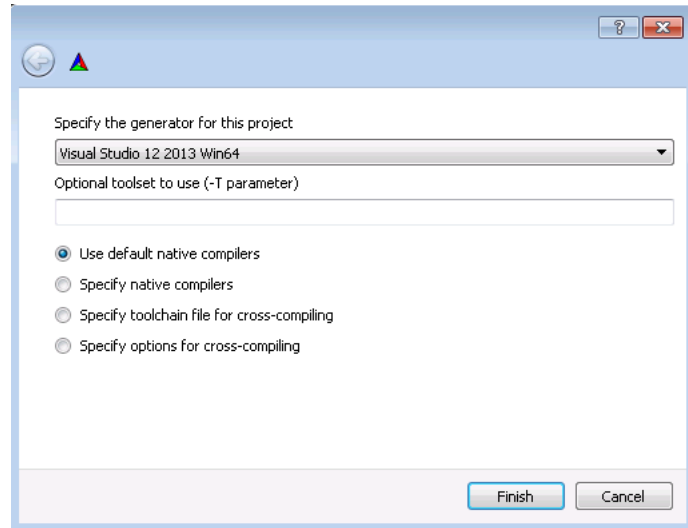 ?
Specify the generator for this project
Visual Studio 12 2013 Win64
Optional toolset to use (-T parameter)
Use default native compilers
Specify native compilers
Specify toolchain file for cross-compiling
Specify options for cross-compiling
Finish Cancel